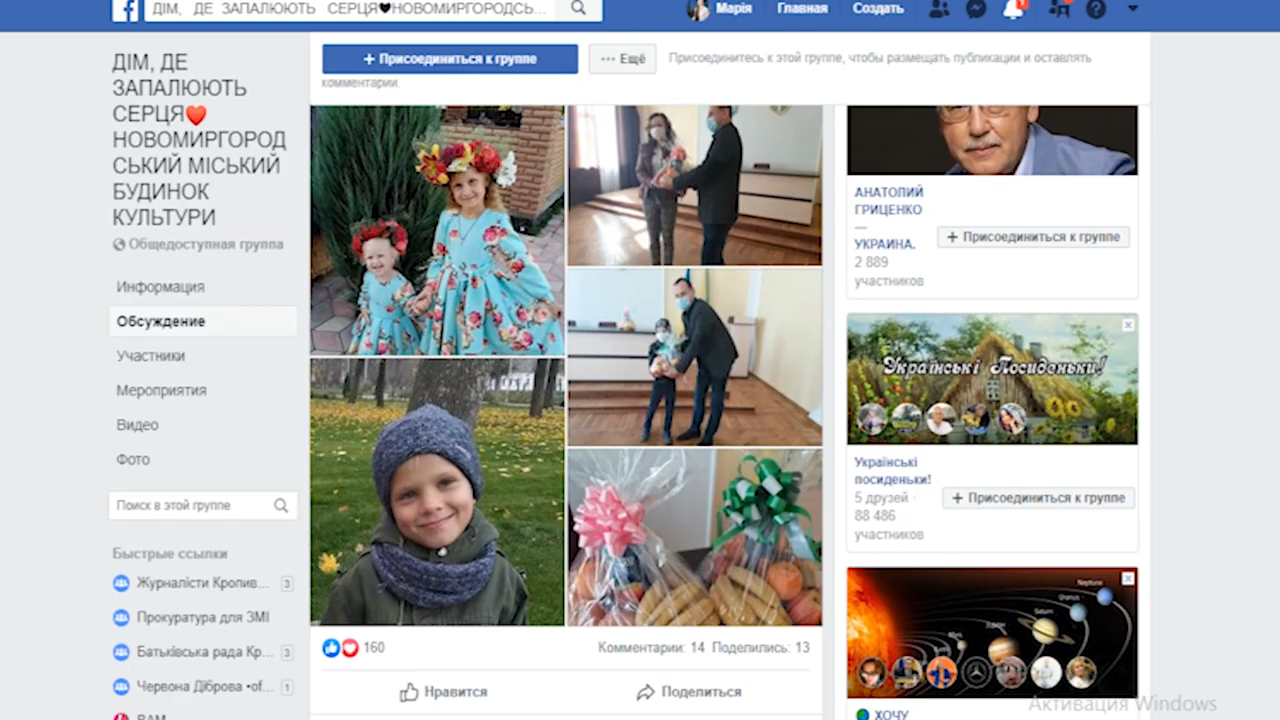 ДІМ, ДЕ ЗАПАЛЮЮТЬ СЕРЦЯ♥НОВОМИРГОРОДСЬ...
Марія
Главная
Создать
ДІМ, ДЕ
ЗАПАЛЮЮТЬ
СЕРЦЯ❤
НОВОМИРГОРОД
СЬКИЙ МІСЬКИЙ
БУДИНОК
КУЛЬТУРИ
Общедоступная группа
Информация
Обсуждение
Участники
Мероприятия
Видео
Фото
Поиск в этой группе
Быстрые ссылки
Журналісти Кропив... 3
Прокуратура для ЗМІ
Батьківська рада Кр... 3
Червона Діброва •of... 1
+ Присоединиться к группе
··· Ещё
Присоединитесь к этой группе, чтобы размещать публикации и оставлять
комментарии.
160
Комментарии: 14 Поделились: 13
Нравится
Поделиться
АНАТОЛИЙ
ГРИЦЕНКО
—
УКРАИНА.
2 889
участников
+ Присоединиться к группе
Українські Посиденьки!
Українські
посиденьки!
5 друзей ·
88 486
участников
+ Присоединиться к группе
Neptune
Uranus
Saturn
ХОЧУ
Активация Windows